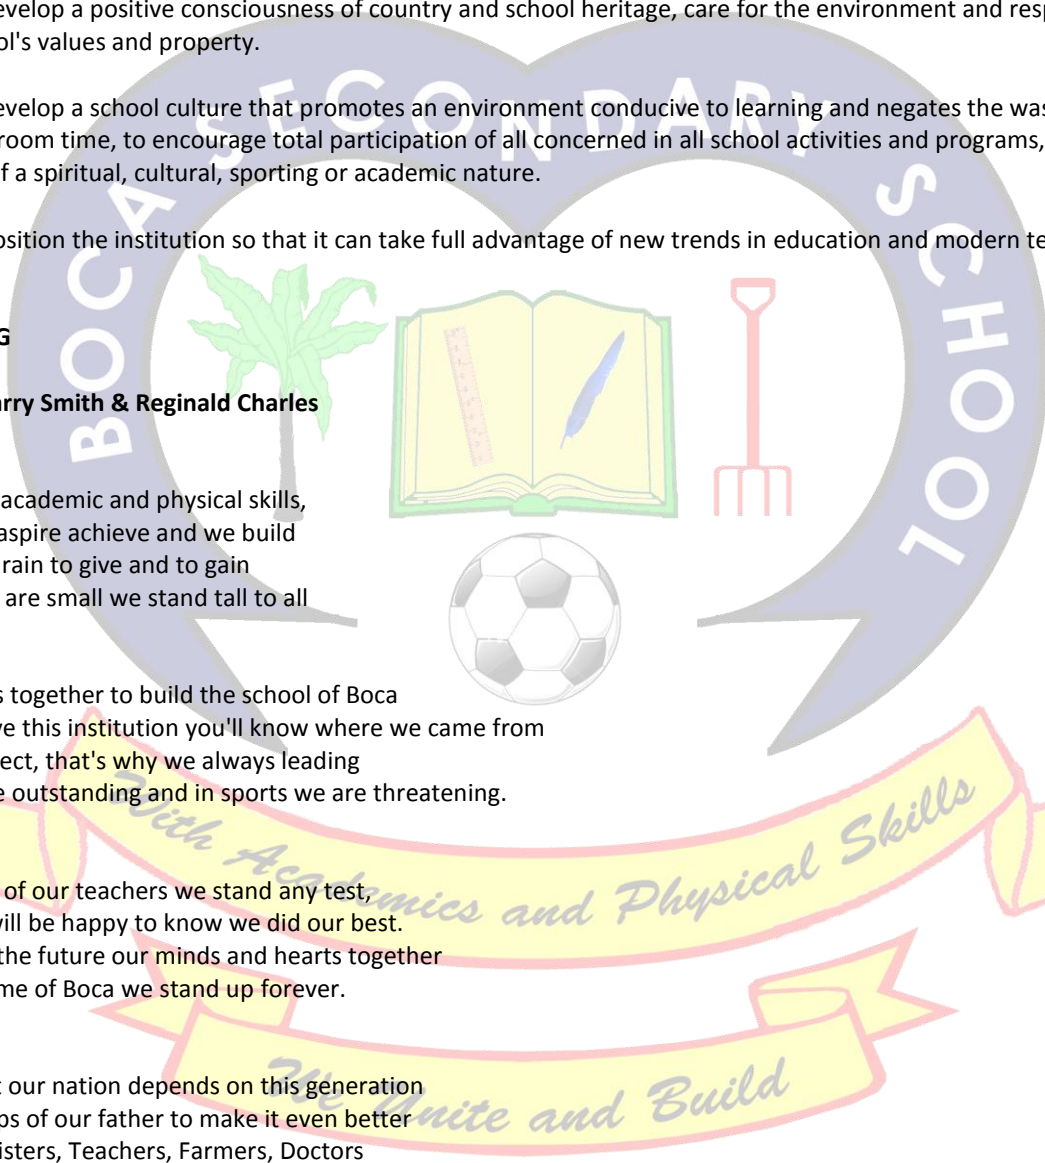 evelop a positive consciousness of country and school heritage, care for the environment and resp
ol's values and property.
evelop a school culture that promotes an environment conducive to learning and negates the was
room time, to encourage total participation of all concerned in all school activities and programs,
f a spiritual, cultural, sporting or academic nature.
osition the institution so that it can take full advantage of new trends in education and modern te
G
arry Smith & Reginald Charles
academic and physical skills,
aspire achieve and we build
rain to give and to gain
are small we stand tall to all
s together to build the school of Boca
ve this institution you'll know where we came from
ect, that's why we always leading
e outstanding and in sports we are threatening.
of our teachers we stand any test,
will be happy to know we did our best.
the future our minds and hearts together
me of Boca we stand up forever.
t our nation depends on this generation
ps of our father to make it even better
isters, Teachers, Farmers, Doctors
BOCA SECONDARY SCHOOL
With Academics and Physical Skills
We Unite and Build